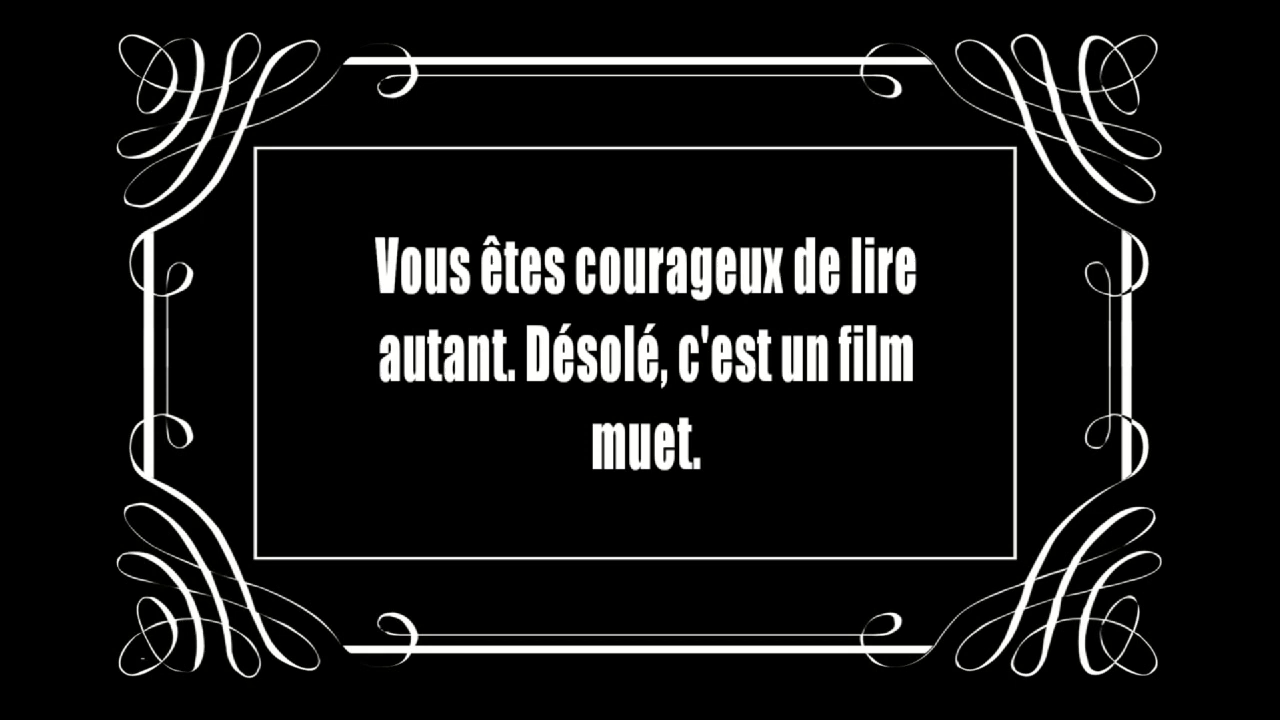 Vous êtes courageux de lire
autant. Désolé, c'est un film
muet.